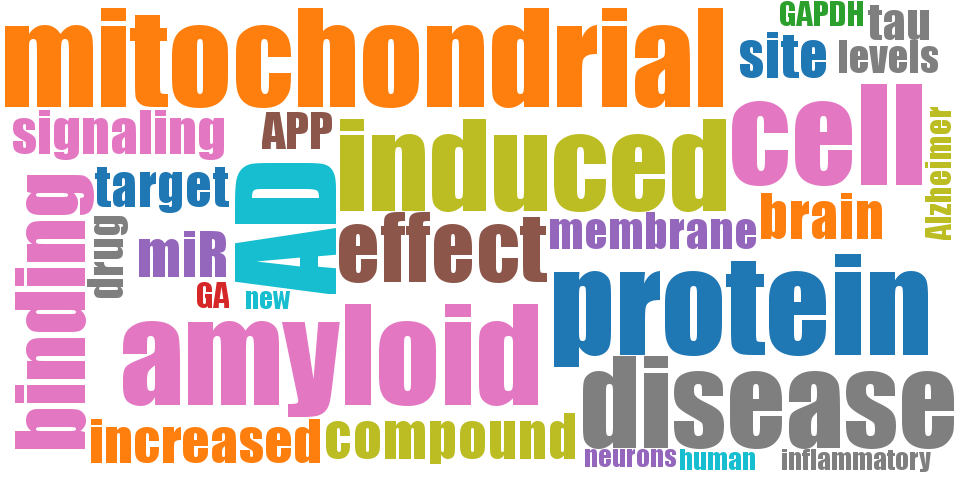 mitochondrial
GAPDH
tau
site
levels
signaling
APP
induced
cell
Alzheimer
target
AD
binding
drug
miR
effect
membrane
brain
GA
new
protein
amyloid
disease
increased
compound
neurons
human
inflammatory